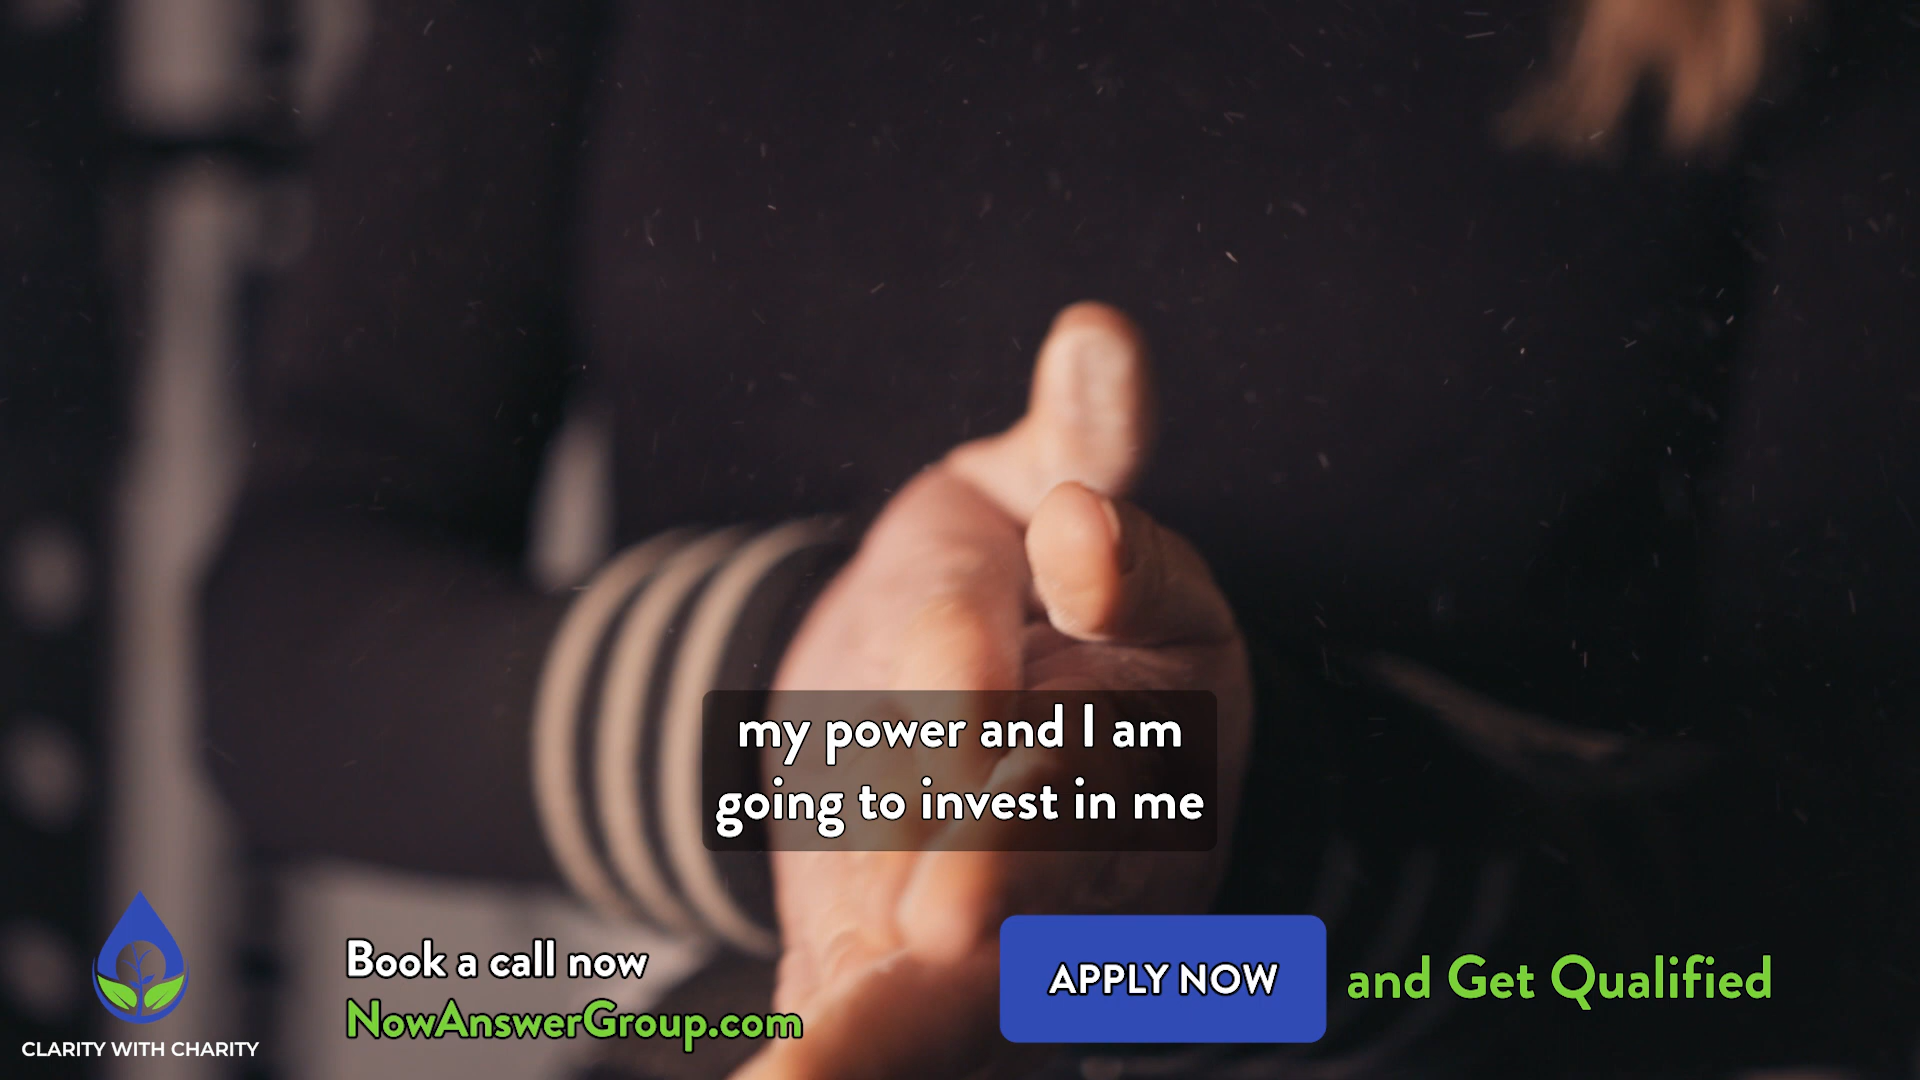 my power and I am
going to invest in me
Book a call now
NowAnswerGroup.com
APPLY NOW
and Get Qualified
CLARITY WITH CHARITY